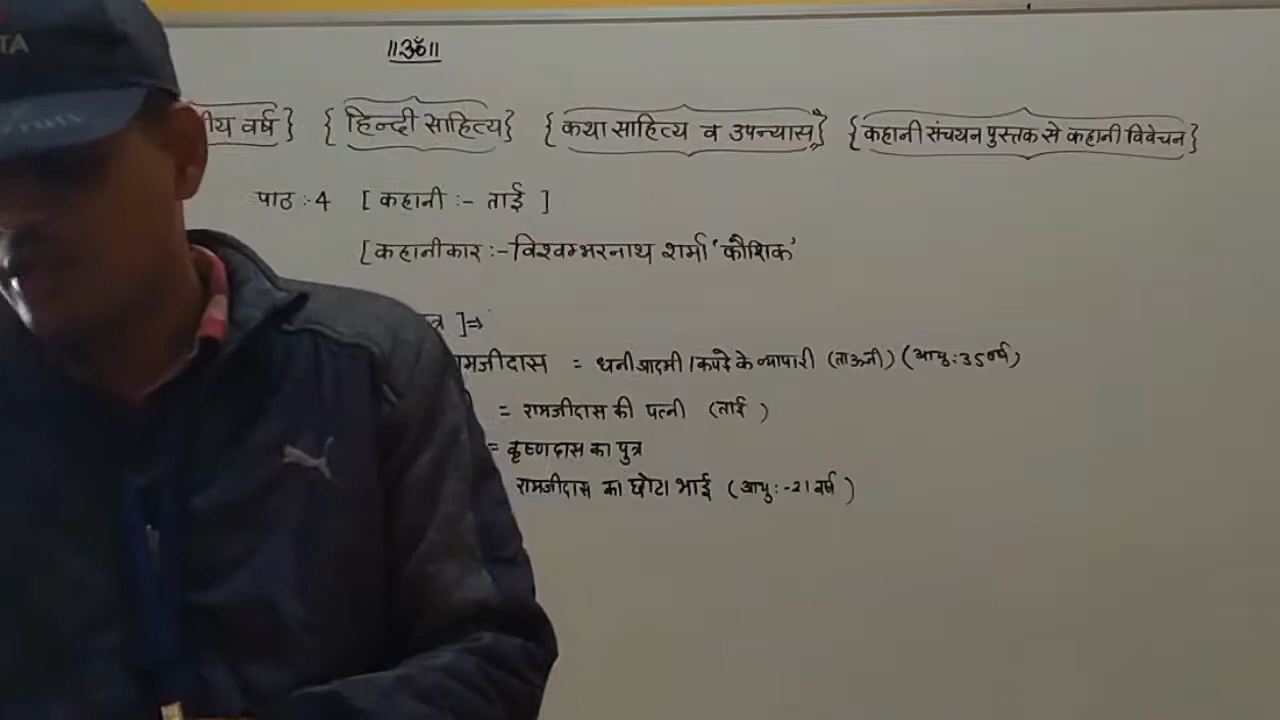 ॥ॐ॥
वर्ष} {हिन्दी साहित्य} {कथा साहित्य व उपन्यास} {कहानी संचयन पुस्तक से कहानी विवेचन}
पाठ :- 4 [ कहानी :- ताई ]
[कहानीकार :- विश्वम्भरनाथ शर्मा 'कौशिक'
]⇒
= धनी आदमी / कपड़े के व्यापारी (ताऊजी) (आयु : 35 वर्ष)
= रामजीदास की पत्नी (ताई )
= कृष्णदास का पुत्र
रामजीदास का छोटा भाई (आयु :- 21 वर्ष )